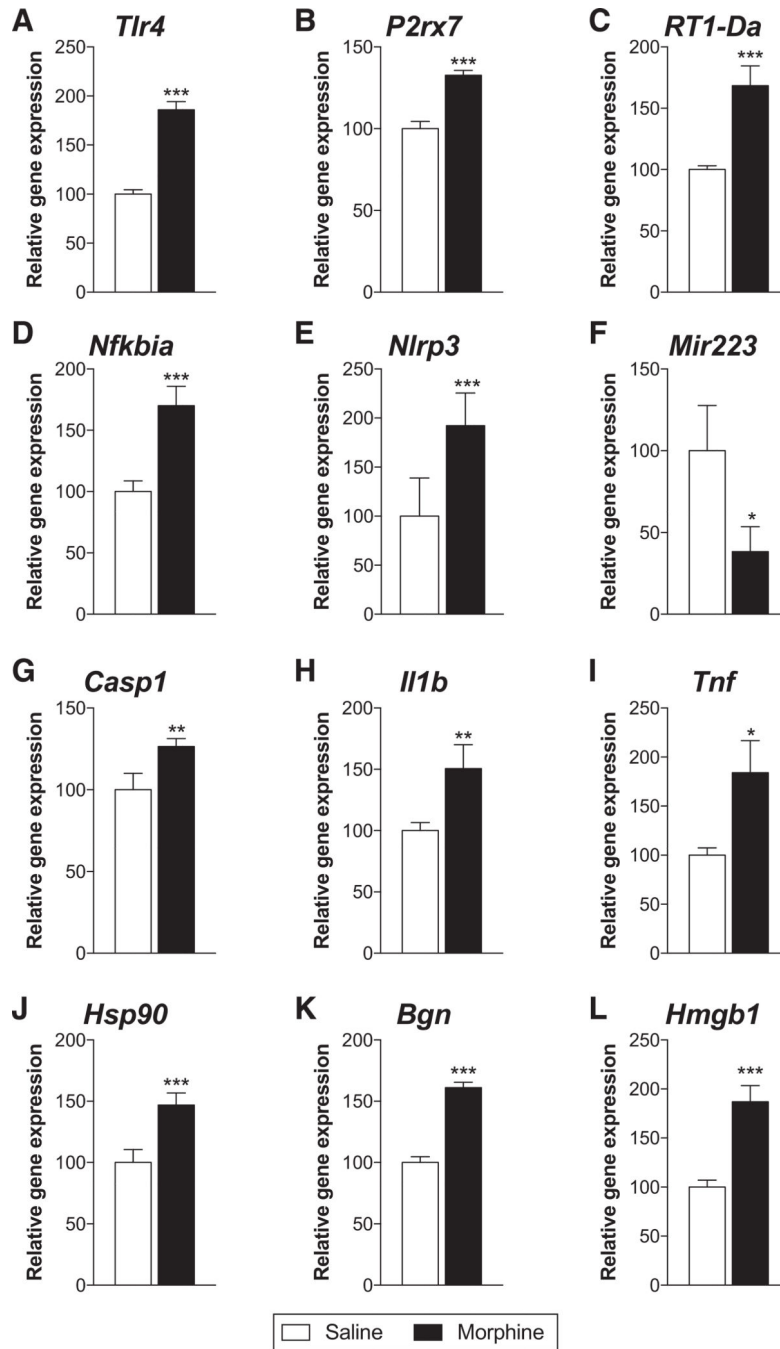 A Tlr4
Relative gene expression
250
200
150
100
50
0
***
B P2rx7
Relative gene expression
150
100
50
0
***
C RT1-Da
Relative gene expression
200
150
100
50
0
***
D Nfkbia
Relative gene expression
200
150
100
50
0
***
E Nlrp3
Relative gene expression
250
200
150
100
50
0
***
F Mir223
Relative gene expression
150
100
50
0
*
G Casp1
Relative gene expression
150
100
50
0
**
H Il1b
Relative gene expression
200
150
100
50
0
**
I Tnf
Relative gene expression
250
200
150
100
50
0
*
J Hsp90
Relative gene expression
200
150
100
50
0
***
K Bgn
Relative gene expression
200
150
100
50
0
***
L Hmgb1
Relative gene expression
250
200
150
100
50
0
***
Saline Morphine